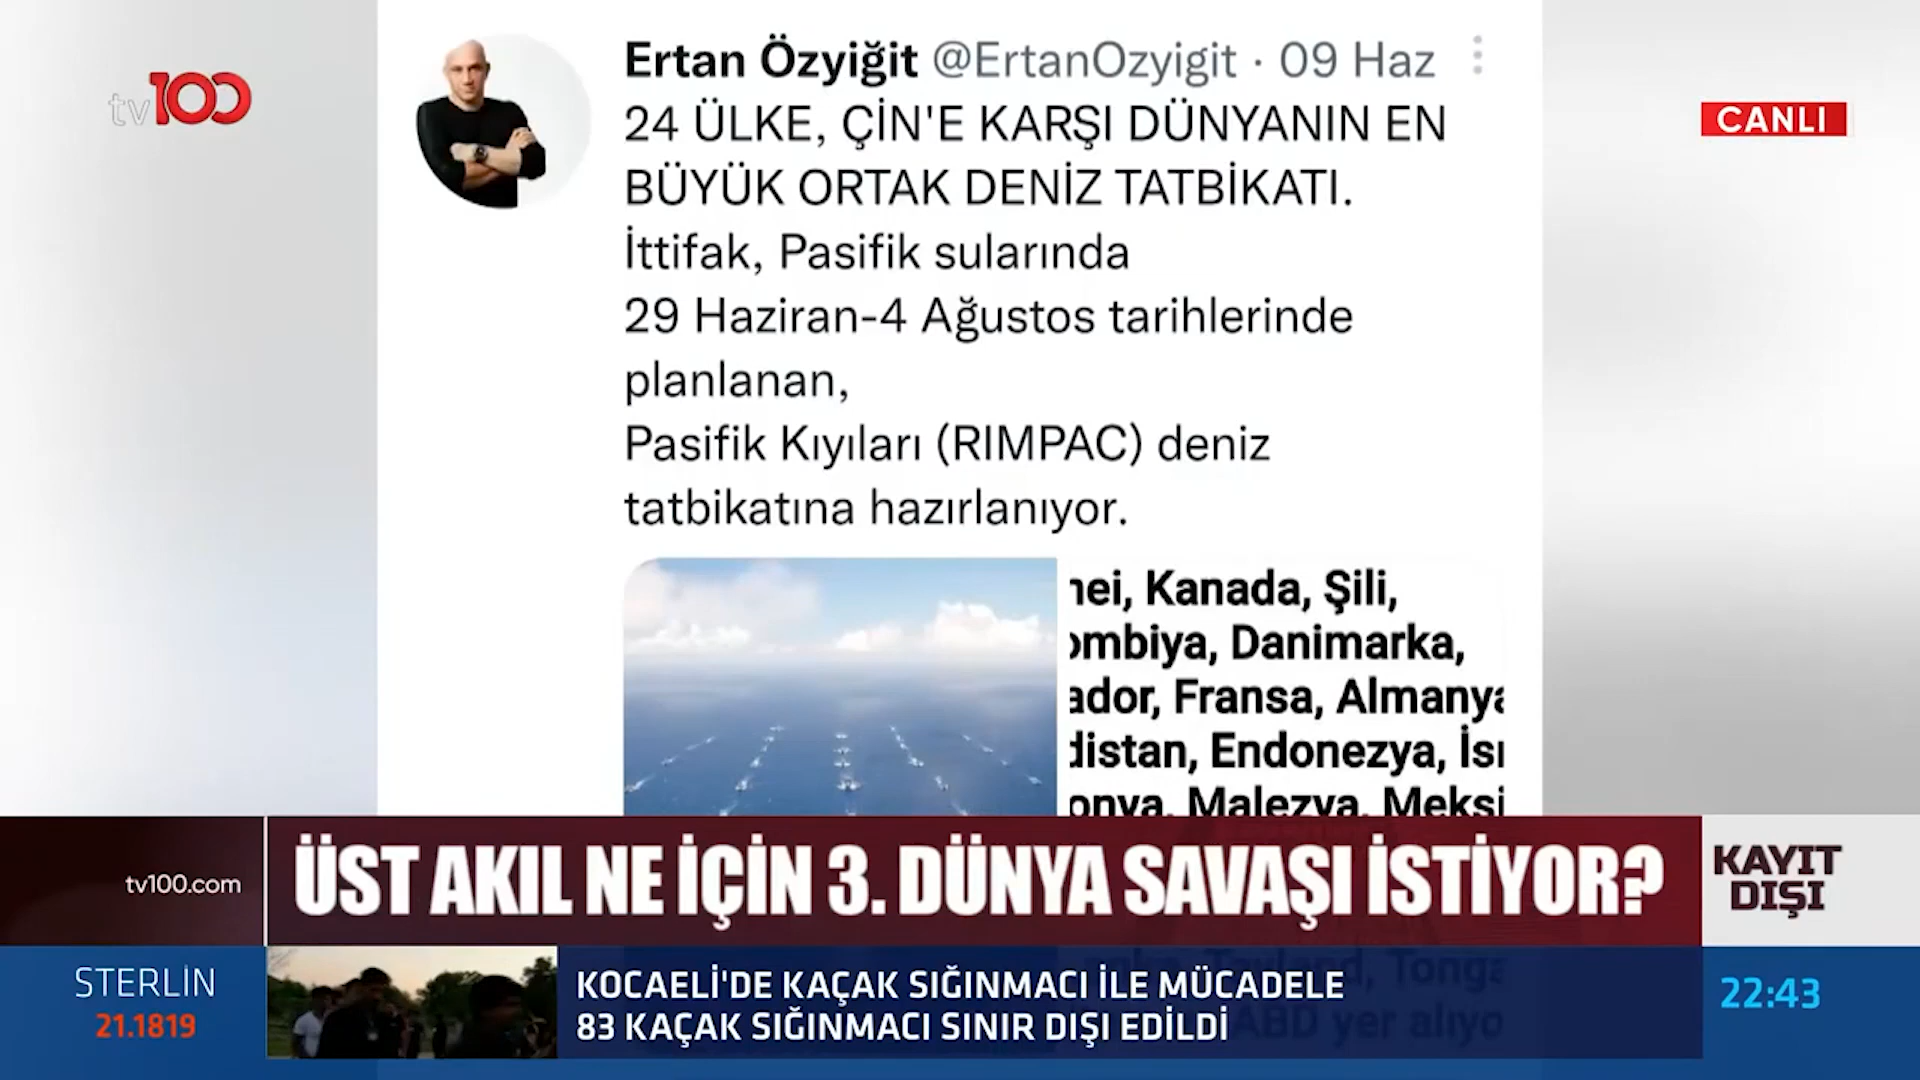 tv100
CANLI
Ertan Özyiğit @ErtanOzyigit · 09 Haz
24 ÜLKE, ÇİN'E KARŞI DÜNYANIN EN
BÜYÜK ORTAK DENİZ TATBİKATI.
İttifak, Pasifik sularında
29 Haziran-4 Ağustos tarihlerinde
planlanan,
Pasifik Kıyıları (RIMPAC) deniz
tatbikatına hazırlanıyor.
Kanada, Şili,
Danimarka,
Fransa, Almanya
Endonezya,
Malezya,
tv100.com
ÜST AKIL NE İÇİN 3. DÜNYA SAVAŞI İSTİYOR?
KAYIT
DIŞI
STERLİN
21.1819
KOCAELİ'DE KAÇAK SIĞINMACI İLE MÜCADELE
83 KAÇAK SIĞINMACI SINIR DIŞI EDİLDİ
22:43